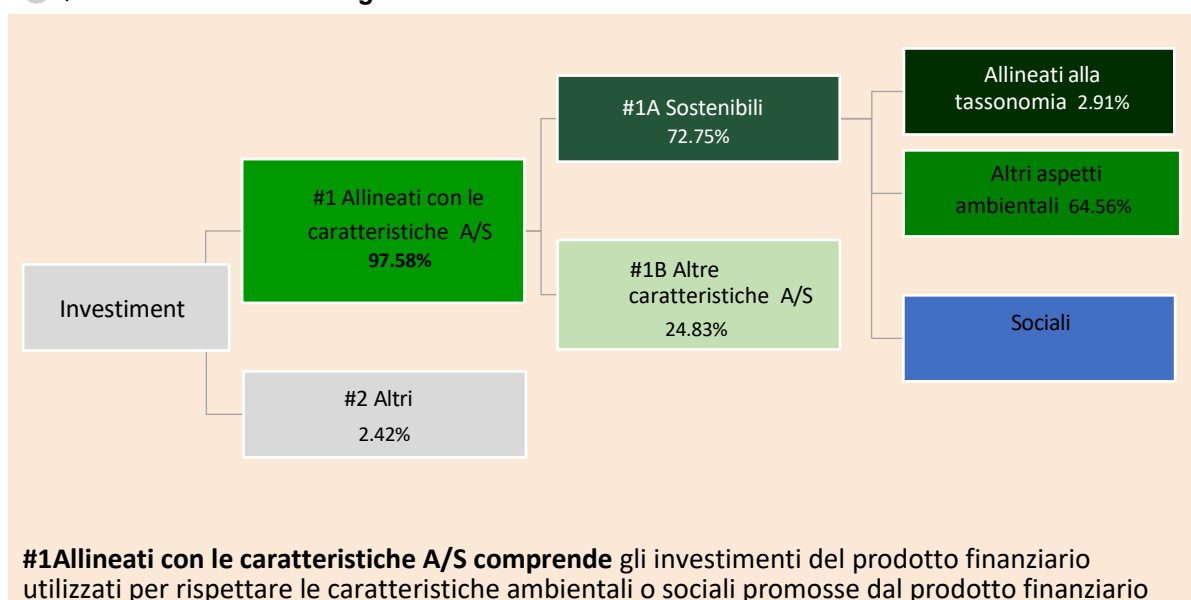 Investiment
#1 Allineati con le
caratteristiche A/S
97.58%
#2 Altri
2.42%
#1A Sostenibili
72.75%
#1B Altre
caratteristiche A/S
24.83%
Allineati alla
tassonomia 2.91%
Altri aspetti
ambientali 64.56%
Sociali
#1Allineati con le caratteristiche A/S comprende gli investimenti del prodotto finanziario
utilizzati per rispettare le caratteristiche ambientali o sociali promosse dal prodotto finanziario